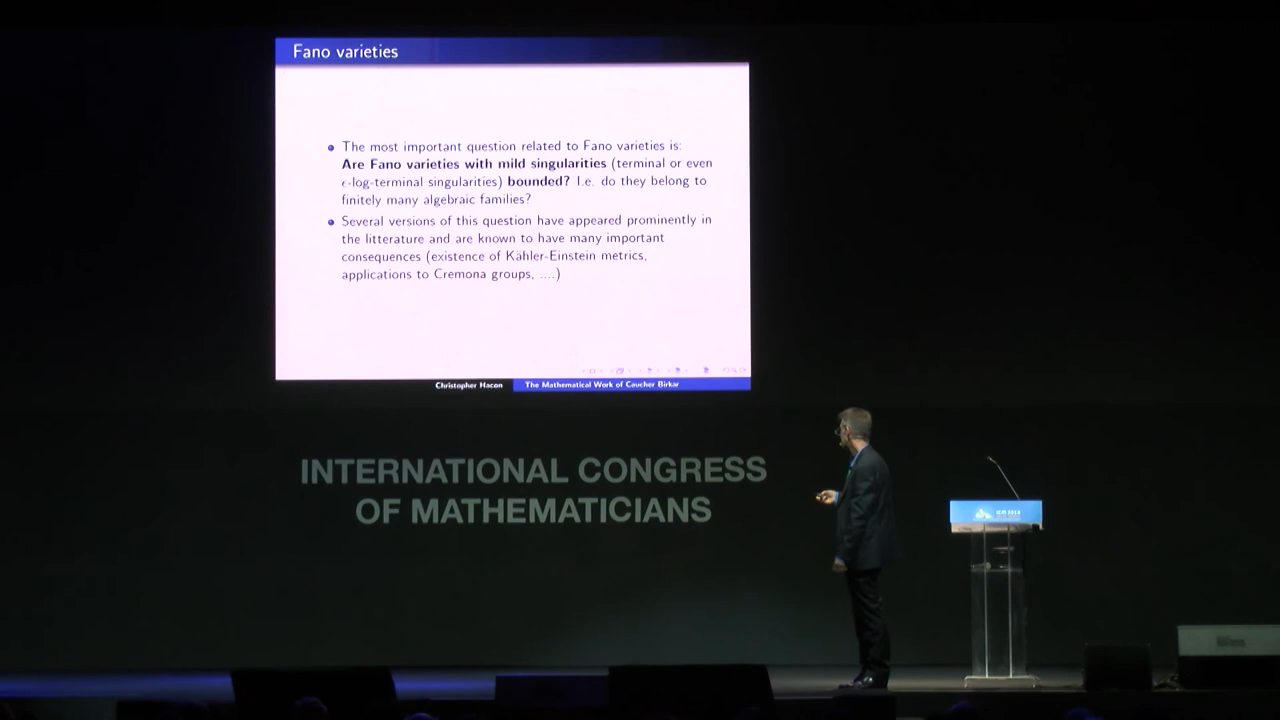 Fano varieties
The most important question related to Fano varieties is:
Are Fano varieties with mild singularities (terminal or even
ϵ-log-terminal singularities) bounded? I.e. do they belong to
finitely many algebraic families?
Several versions of this question have appeared prominently in
the litterature and are known to have many important
consequences (existence of Kähler-Einstein metrics,
applications to Cremona groups, ....)
Christopher Hacon
The Mathematical Work of Caucher Birkar
INTERNATIONAL CONGRESS
OF MATHEMATICIANS
ICM 2018